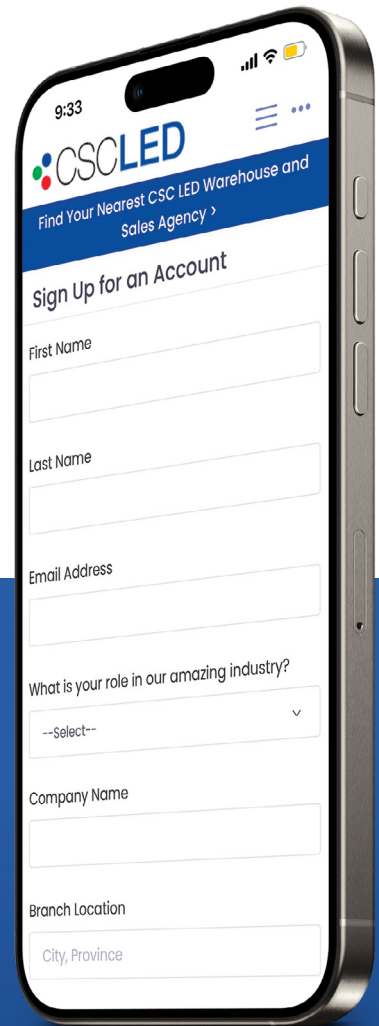 9:33
CSCLED
Find Your Nearest CSC LED Warehouse and
Sales Agency >
Sign Up for an Account
First Name
Last Name
Email Address
What is your role in our amazing industry?
--Select--
Company Name
Branch Location
City, Province